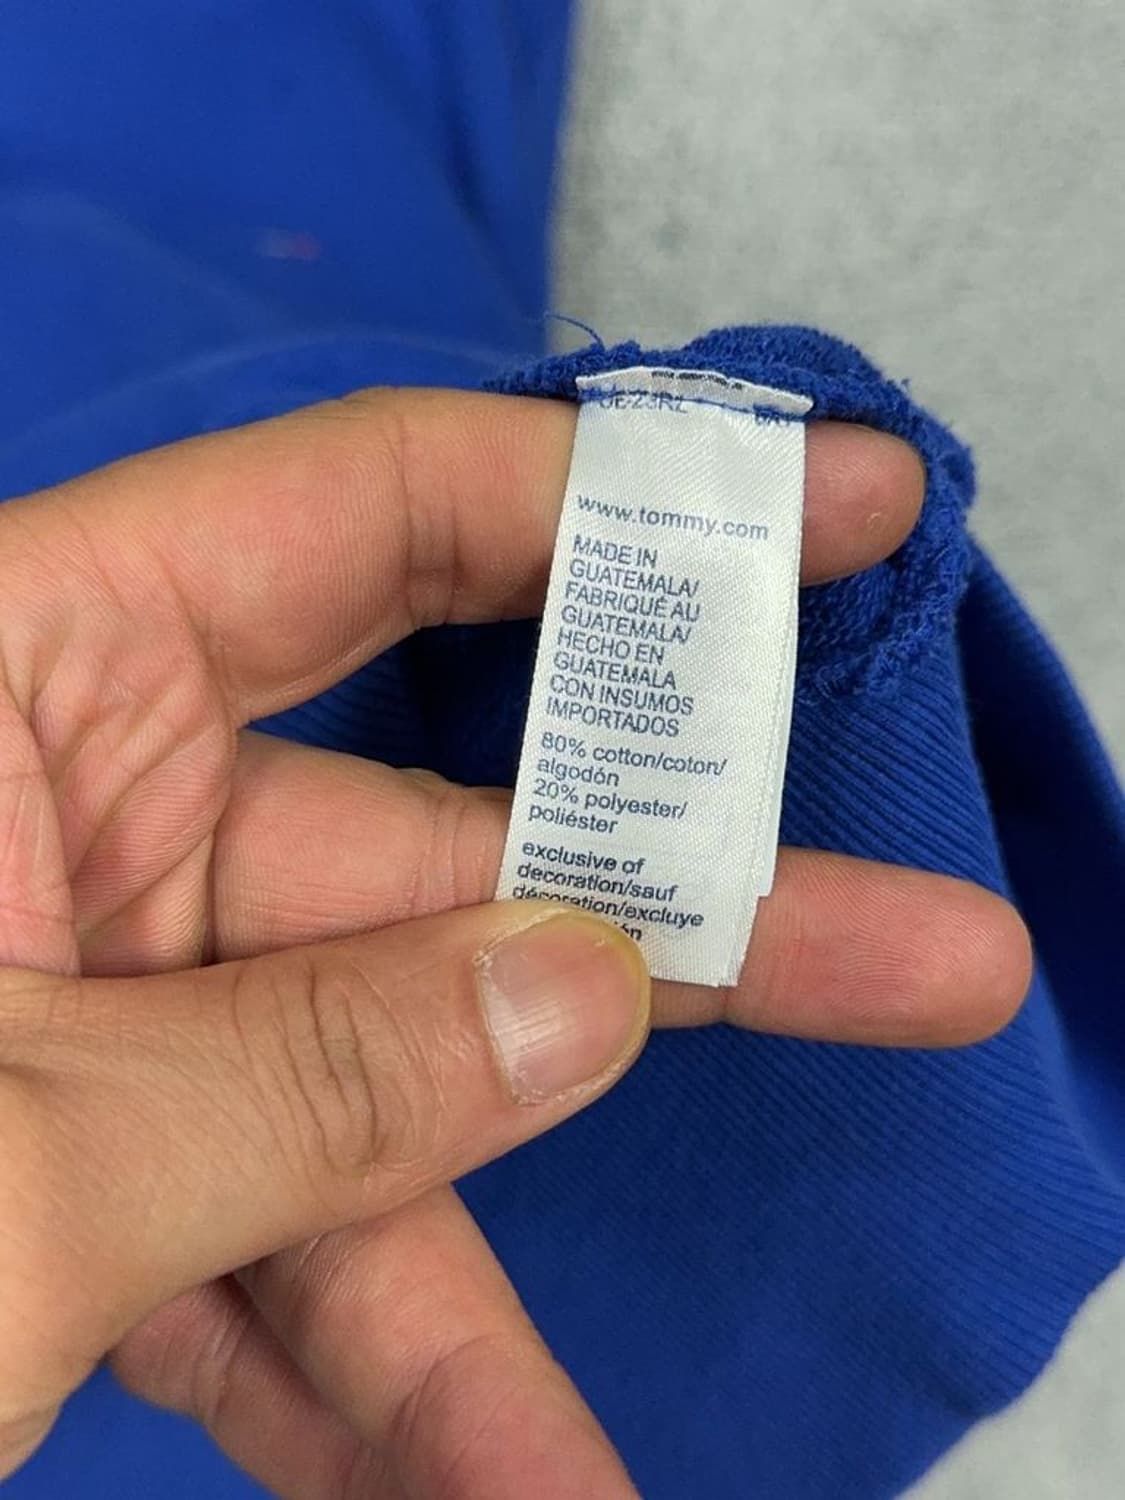 www.tommy.com
MADE IN
GUATEMALA/
FABRIQUÉ AU
GUATEMALA/
HECHO EN
GUATEMALA
CON INSUMOS
IMPORTADOS
80% cotton/coton/
algodón
20% polyester/
poliéster
exclusive of
decoration/sauf
décoration/excluye